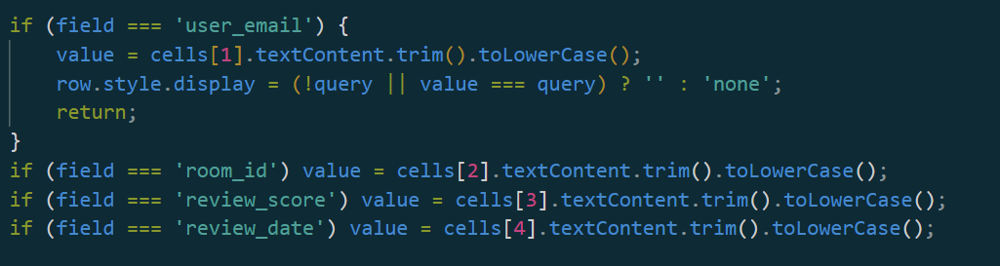 if (field === 'user_email') {
    value = cells[1].textContent.trim().toLowerCase();
    row.style.display = (!query || value === query) ? '' : 'none';
    return;
}
if (field === 'room_id') value = cells[2].textContent.trim().toLowerCase();
if (field === 'review_score') value = cells[3].textContent.trim().toLowerCase();
if (field === 'review_date') value = cells[4].textContent.trim().toLowerCase();